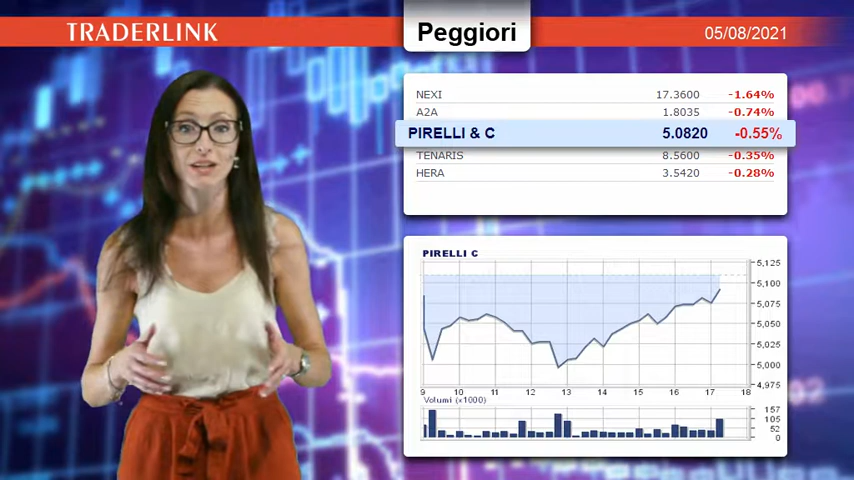 TRADERLINK
Peggiori
05/08/2021
NEXI 17.3600 -1.64%
A2A 1.8035 -0.74%
PIRELLI & C 5.0820 -0.55%
TENARIS 8.5600 -0.35%
HERA 3.5420 -0.28%
PIRELLI C
5,125
5,100
5,075
5,050
5,025
5,000
4,975
9 10 11 12 13 14 15 16 17 18
Volumi (x1000)
157
105
52
0